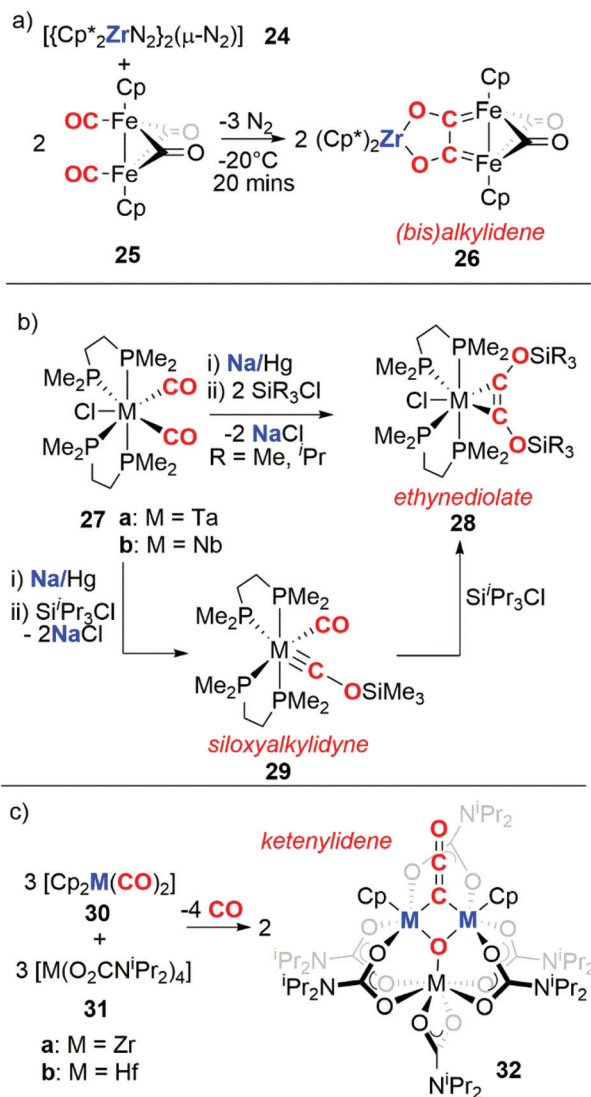 a)
[{Cp*2ZrN2}2(μ-N2)] 24
+
Cp
OC Fe C=O
2 C=O
OC Fe
Cp
25
-3 N2
-20°C
20 mins
2 (Cp*)2Zr
O C Fe C=O
O C Fe C=O
Cp
Cp
(bis)alkylidene
26
b)
PMe2
Me2P CO
Cl M
CO
Me2P PMe2
27 a: M = Ta
b: M = Nb
i) Na/Hg
ii) 2 SiR3Cl
-2 NaCl
R = Me, iPr
PMe2 OSiR3
Me2P C
Cl M
C
Me2P PMe2 OSiR3
ethynediolate
28
i) Na/Hg
ii) SiiPr3Cl
- 2NaCl
PMe2
Me2P CO
M
C
Me2P PMe2 OSiMe3
siloxyalkylidyne
29
SiiPr3Cl
c)
3 [Cp2M(CO)2]
30
+
3 [M(O2CNiPr2)4]
31
a: M = Zr
b: M = Hf
-4 CO
2
ketenylidene
O NiPr2
C O
Cp C O Cp
M M
O
iPr2N O O O O NiPr2
iPr2N O M O NiPr2
O O
NiPr2
32